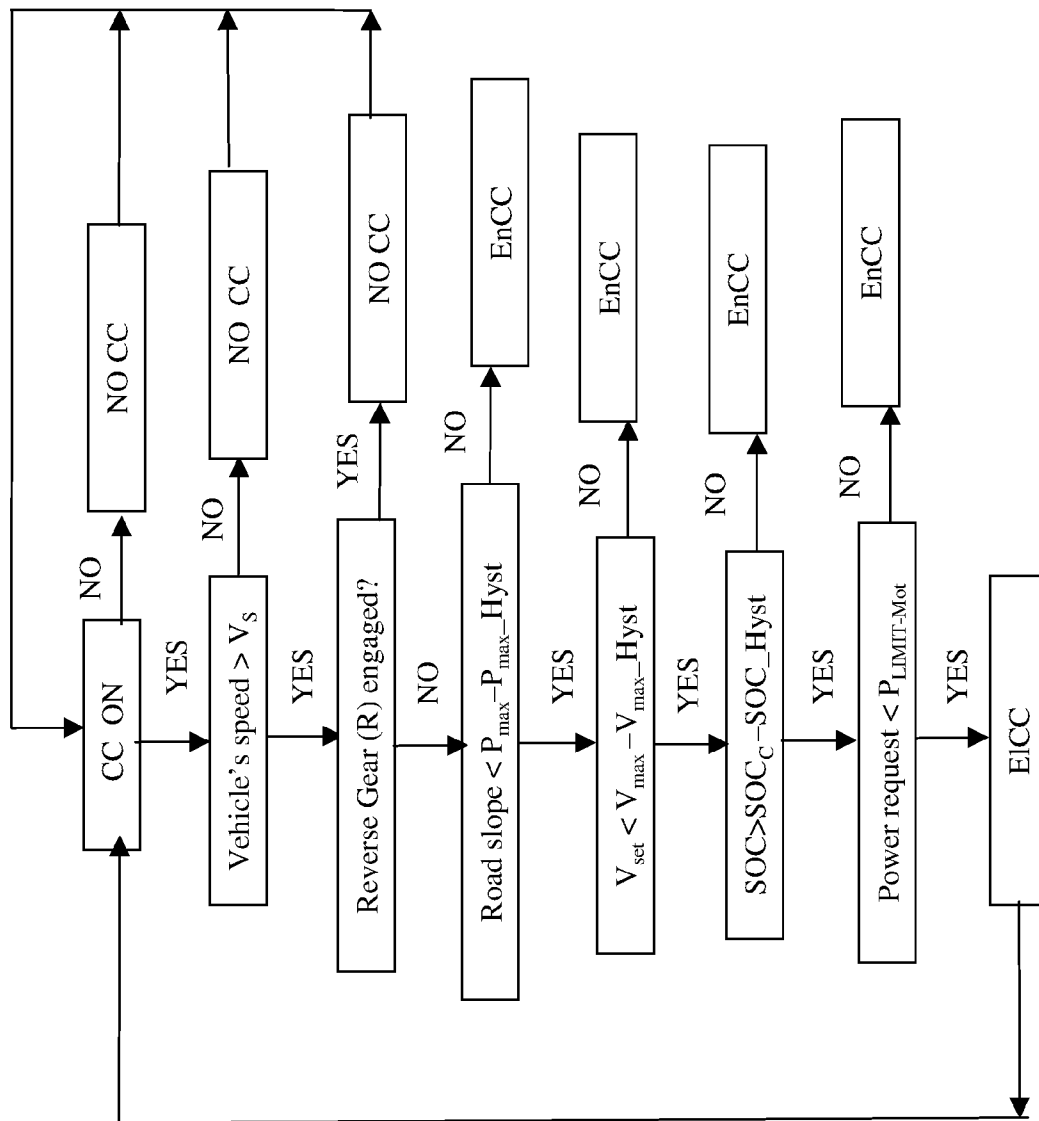 CC ON
NO
NO CC
YES
Vehicle's speed > V_S
NO
NO CC
YES
Reverse Gear (R) engaged?
YES
NO CC
NO
Road slope < P_max–P_max–_Hyst
NO
EnCC
YES
V_set < V_max–V_max–_Hyst
NO
EnCC
YES
SOC>SOC_C–SOC_Hyst
NO
EnCC
YES
Power request < P_LIMIT-Mot
NO
EnCC
YES
ElCC